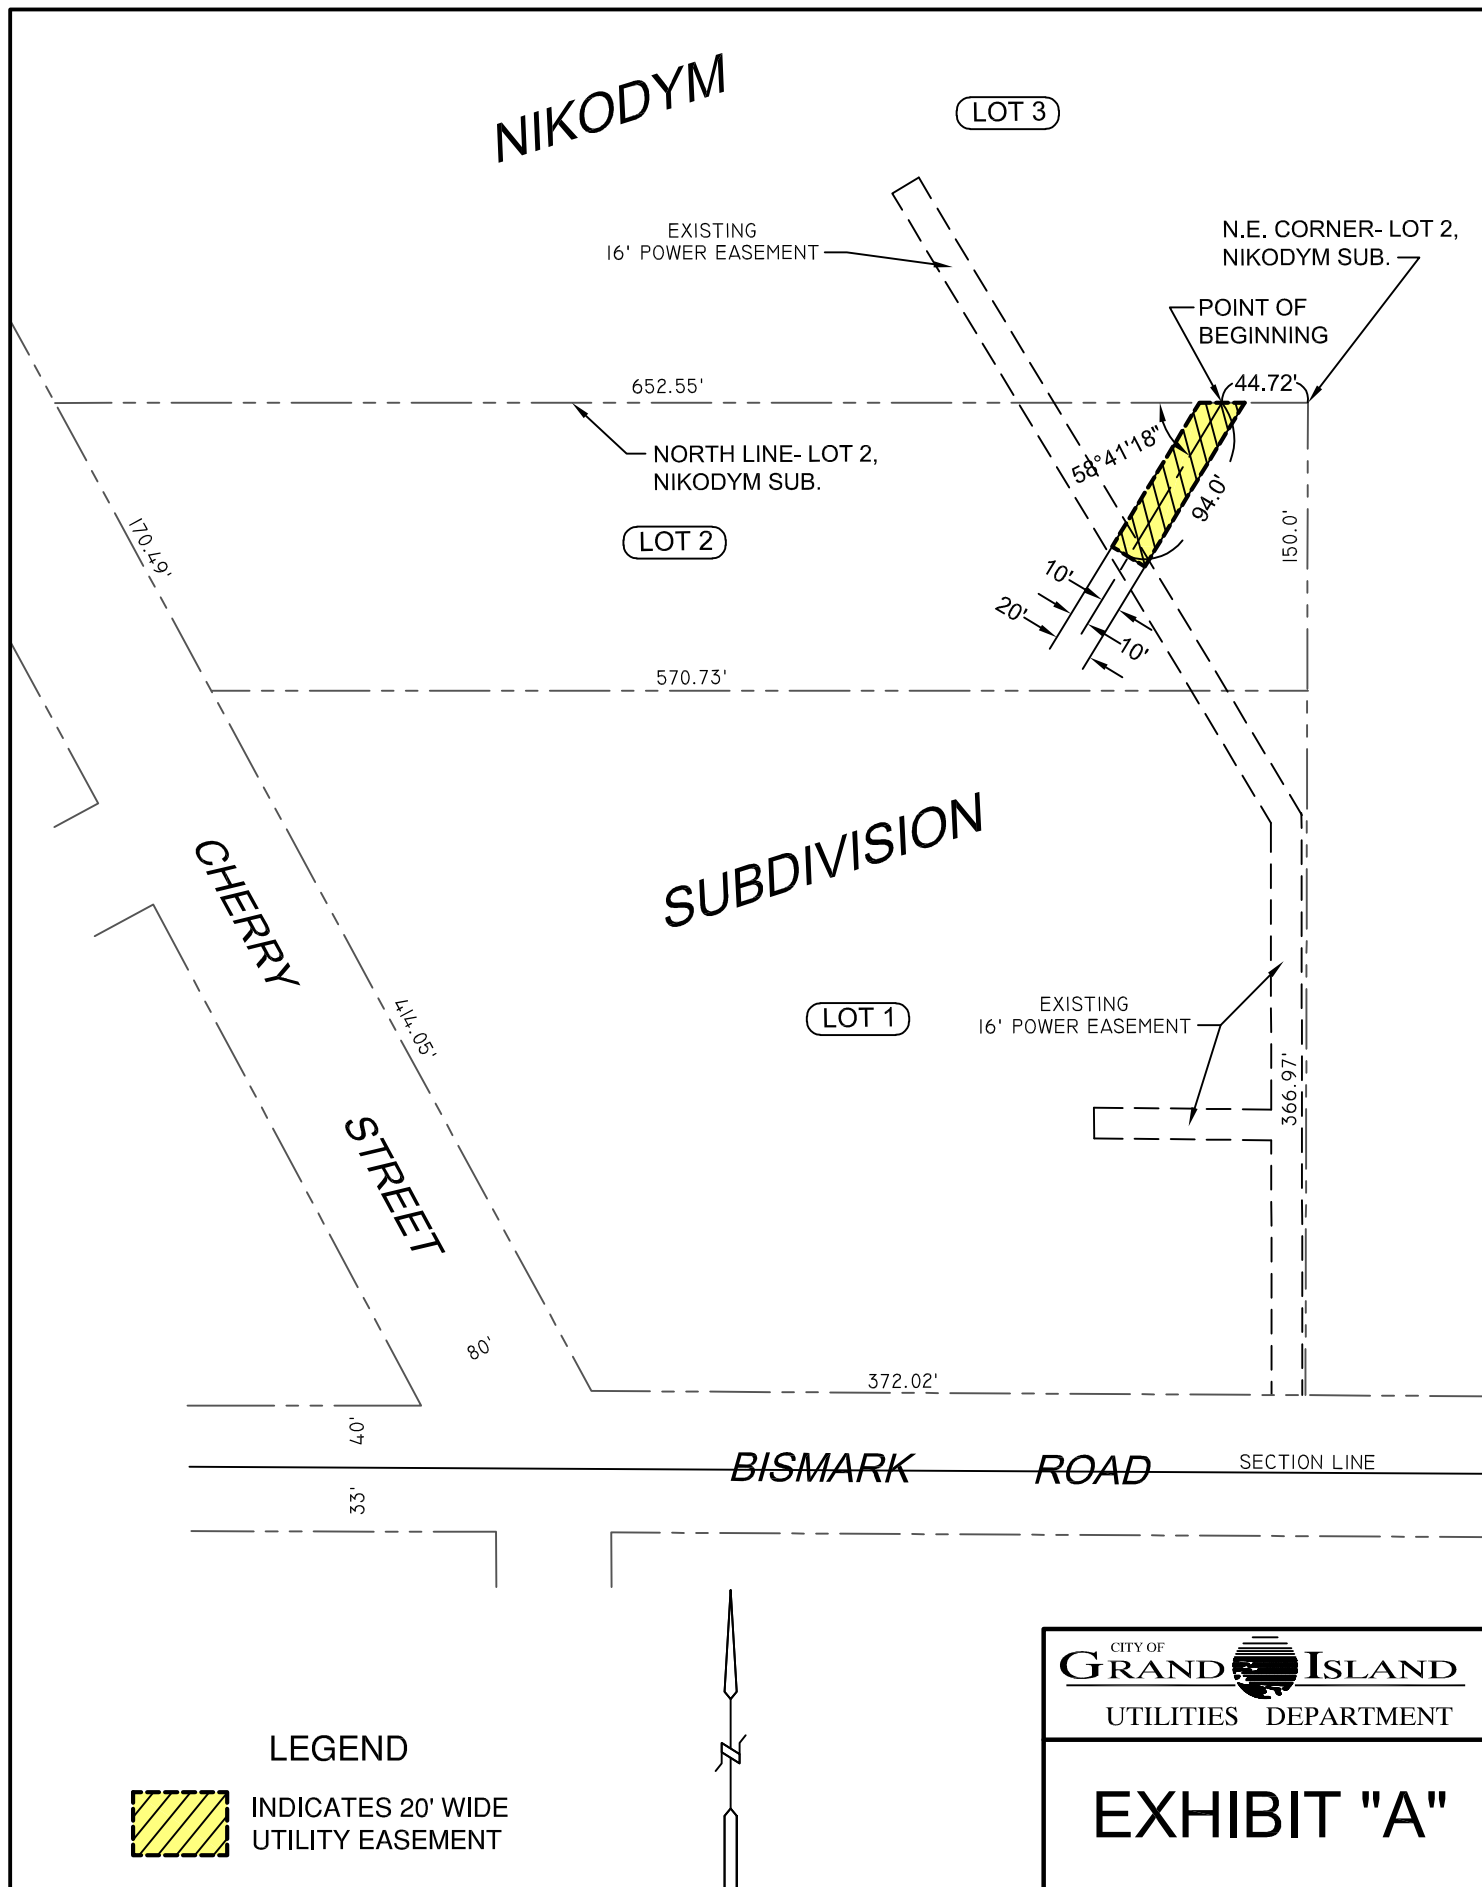 NIKODYM
LOT 3
EXISTING
16' POWER EASEMENT
N.E. CORNER- LOT 2,
NIKODYM SUB.
POINT OF
BEGINNING
652.55'
44.72'
NORTH LINE- LOT 2,
NIKODYM SUB.
58°41'18"
94.0'
170.49'
LOT 2
150.0'
10'
20'
10'
570.73'
SUBDIVISION
CHERRY
STREET
414.05'
LOT 1
EXISTING
16' POWER EASEMENT
366.97'
80'
372.02'
40'
BISMARK ROAD
SECTION LINE
33'
N
CITY OF
GRAND ISLAND
UTILITIES DEPARTMENT
LEGEND
INDICATES 20' WIDE
UTILITY EASEMENT
EXHIBIT "A"